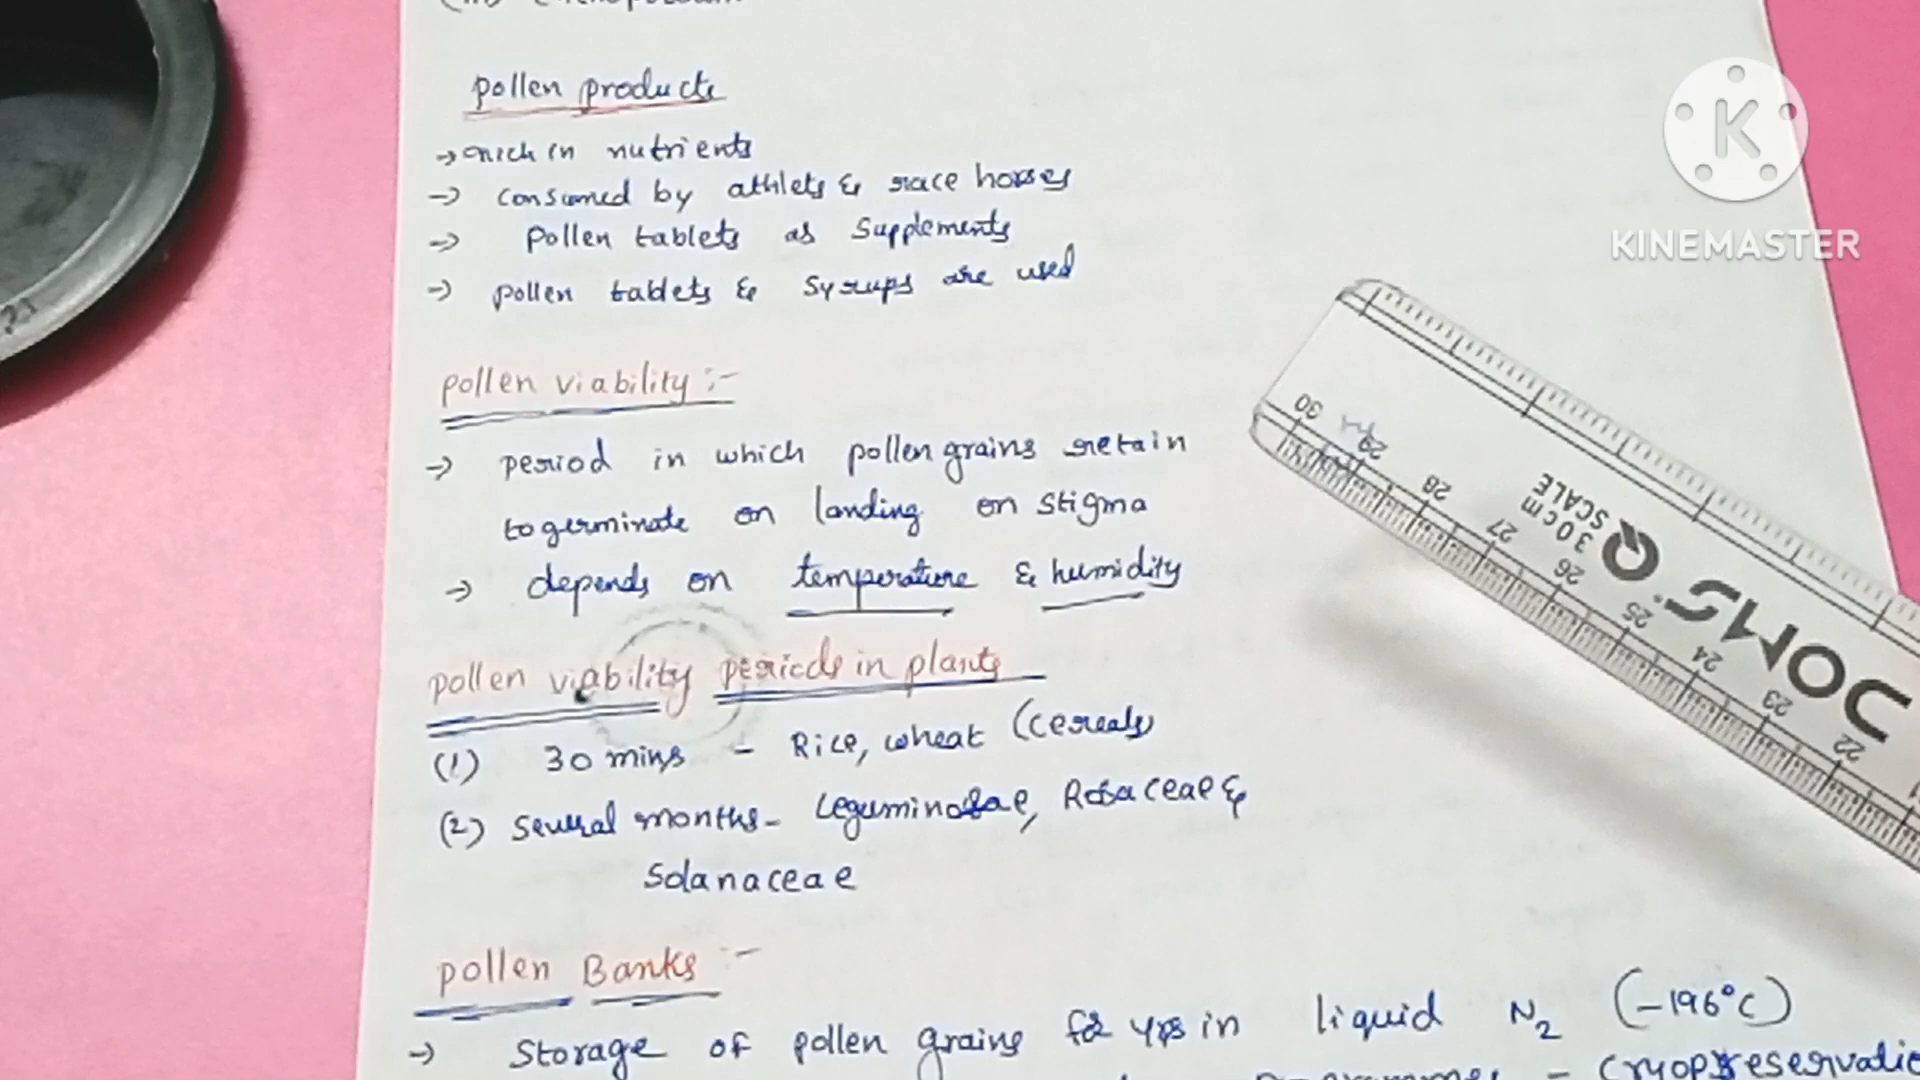 pollen products
→ rich in nutrients
→ consumed by athlets & race horses
→ pollen tablets as supplements
→ pollen tablets & syrups are used
pollen viability :-
→ period in which pollen grains retain
to germinate on landing on stigma
→ depends on temperature & humidity
pollen viability periods in plants
(1) 30 mins - Rice, wheat (cereals)
(2) several months - Leguminosae, Rosaceae &
Solanaceae
pollen Banks :-
→ storage of pollen grains for yrs in liquid N2 (-196°C)
- cryopreservatio
KINEMASTER
K
DOMS Q
30cm
SCALE
30 29 28 27 26 25 24 23 22